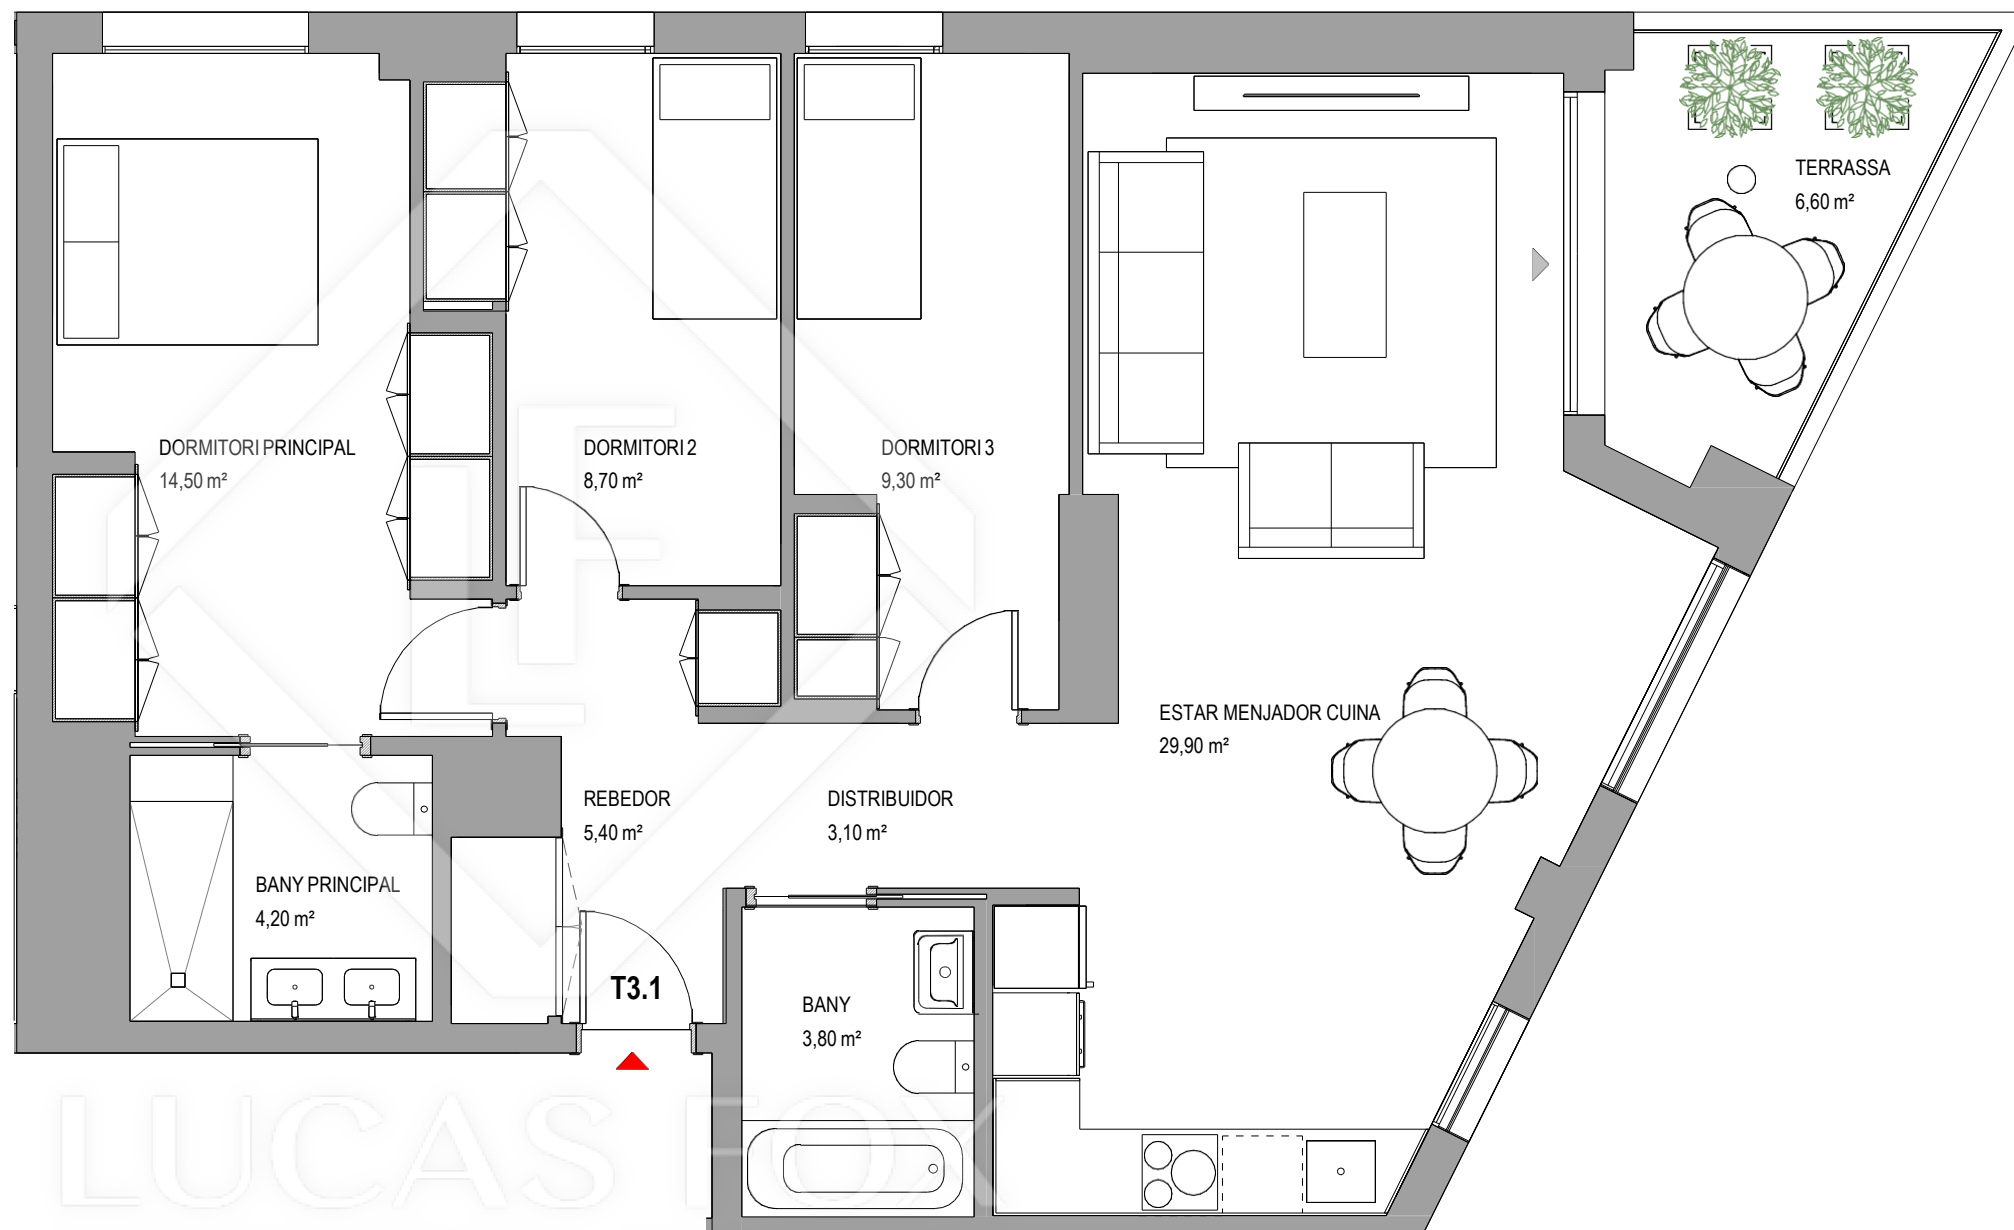 TERRASSA
6,60 m²
DORMITORI PRINCIPAL
14,50 m²
DORMITORI 2
8,70 m²
DORMITORI 3
9,30 m²
ESTAR MENJADOR CUINA
29,90 m²
REBEDOR
5,40 m²
DISTRIBUIDOR
3,10 m²
BANY PRINCIPAL
4,20 m²
T3.1
BANY
3,80 m²
LF
LUCAS FOX